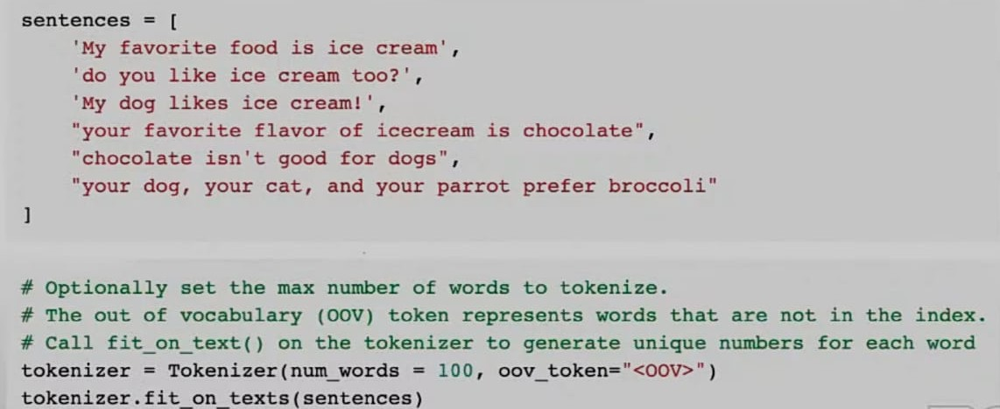 sentences = [
'My favorite food is ice cream',
'do you like ice cream too?',
'My dog likes ice cream!',
"your favorite flavor of icecream is chocolate",
"chocolate isn't good for dogs",
"your dog, your cat, and your parrot prefer broccoli"
]
# Optionally set the max number of words to tokenize.
# The out of vocabulary (OOV) token represents words that are not in the index.
# Call fit_on_text() on the tokenizer to generate unique numbers for each word
tokenizer = Tokenizer(num_words = 100, oov_token="<OOV>")
tokenizer.fit_on_texts(sentences)